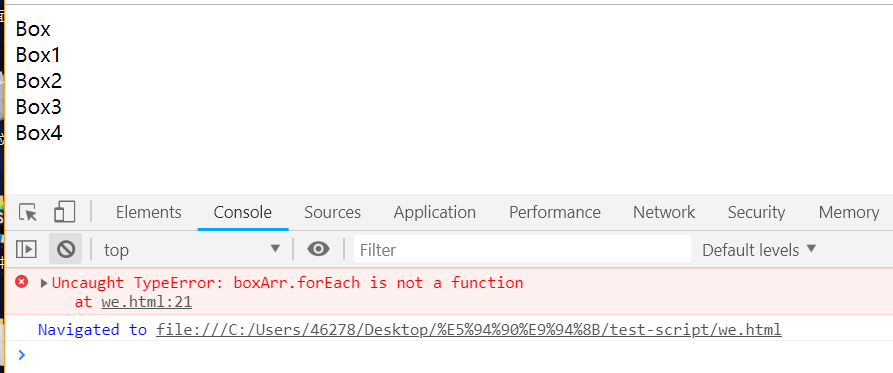 Box
Box1
Box2
Box3
Box4
Elements Console Sources Application Performance Network Security Memory
top Filter Default levels
Uncaught TypeError: boxArr.forEach is not a function
at we.html:21
Navigated to file:///C:/Users/46278/Desktop/%E5%94%90%E9%94%8B/test-script/we.html